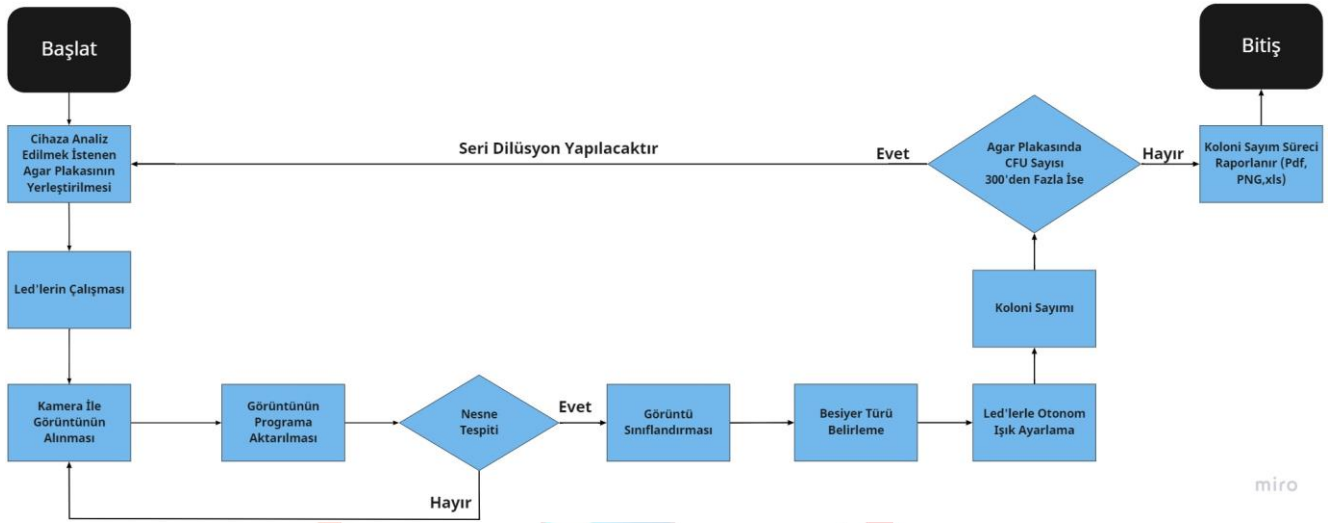 Başlat
Cihaza Analiz
Edilmek İstenen
Agar Plakasının
Yerleştirilmesi
Led'lerin Çalışması
Kamera İle
Görüntünün
Alınması
Görüntünün
Programa
Aktarılması
Nesne
Tespiti
Evet
Hayır
Görüntü
Sınıflandırması
Besiyer Türü
Belirleme
Led'lerle Otonom
Işık Ayarlama
Koloni Sayımı
Agar Plakasında
CFU Sayısı
300'den Fazla İse
Evet
Seri Dilüsyon Yapılacaktır
Hayır
Koloni Sayım Süreci
Raporlanır (Pdf,
PNG,xls)
Bitiş
miro